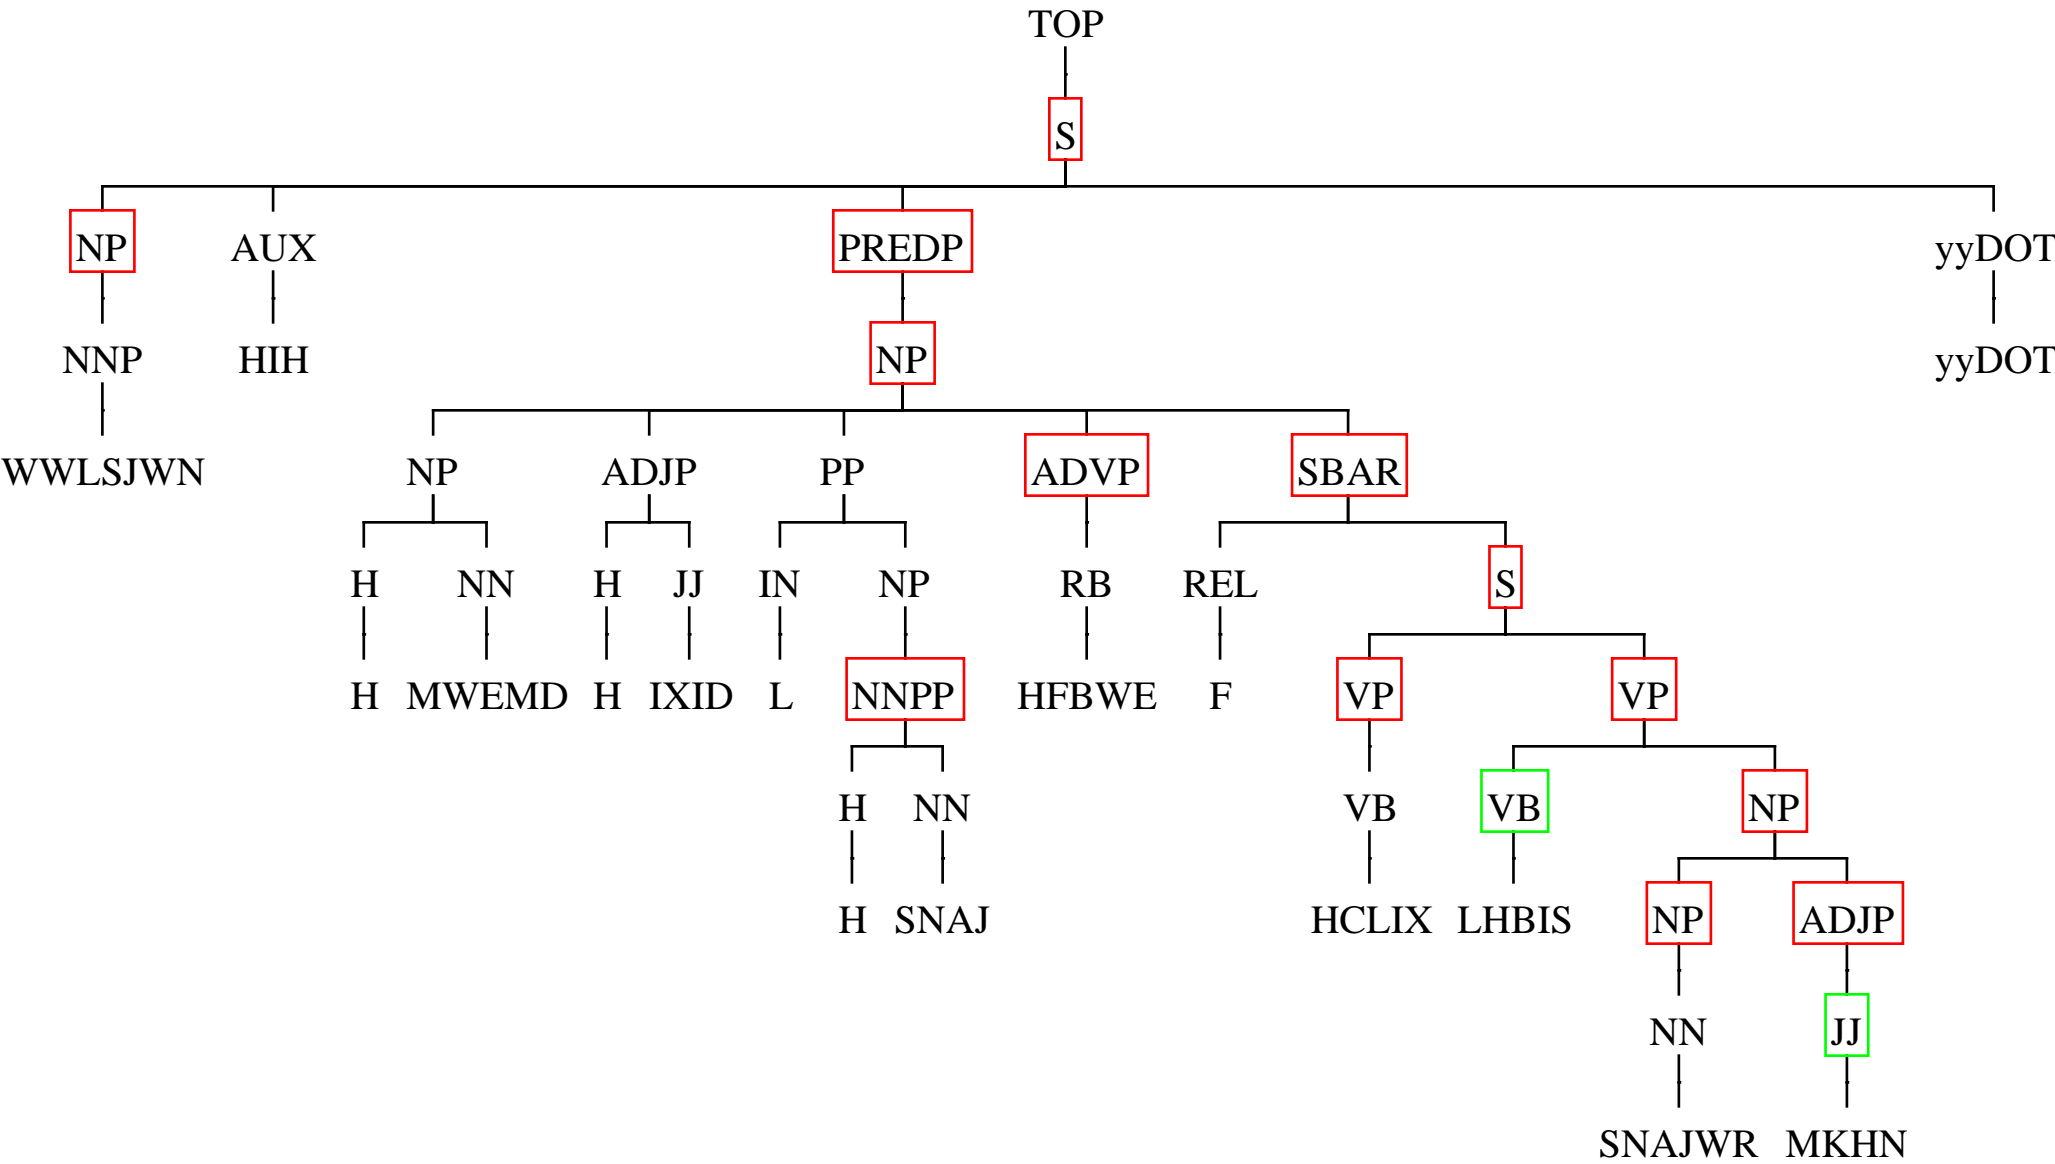 TOP
S
NP AUX PREDP yyDOT
NNP HIH NP yyDOT
WWLSJWN NP ADJP PP ADVP SBAR
H NN H JJ IN NP RB REL S
H MWEMD H IXID L NNPP HFBWE F VP VP
H NN VB VB NP
H SNAJ HCLIX LHBIS NP ADJP
NN JJ
SNAJWR MKHN